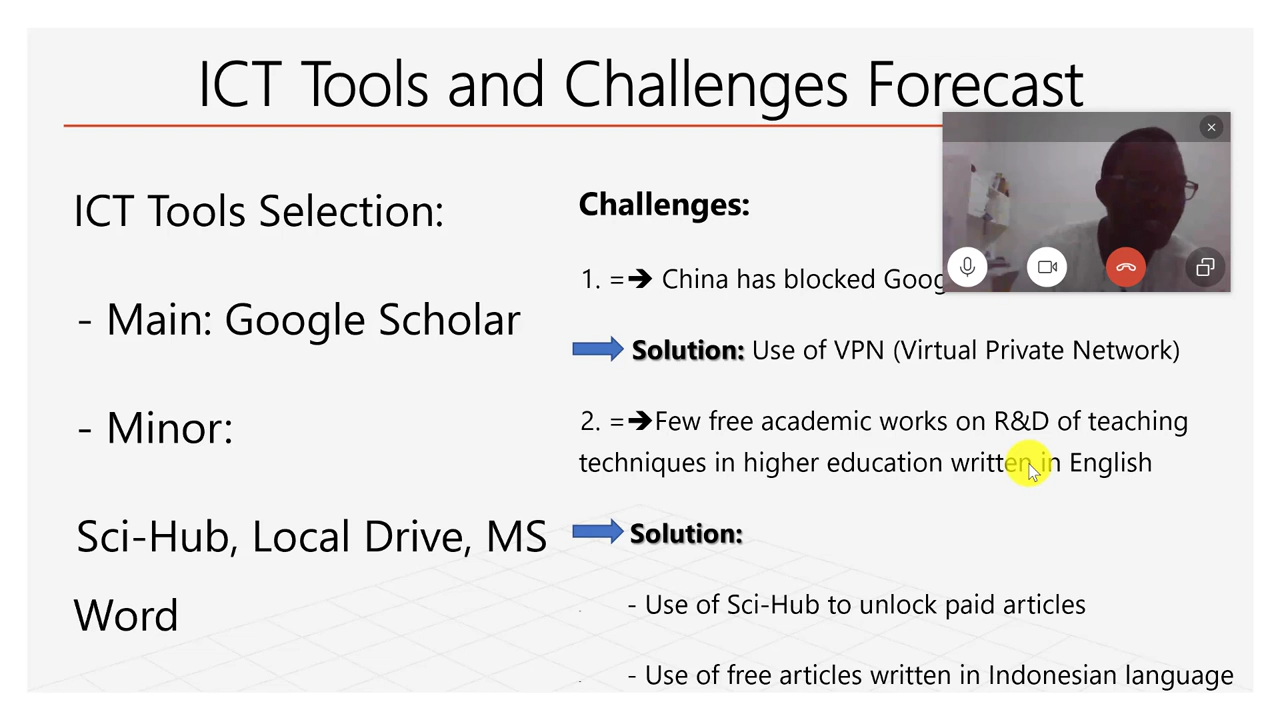 ICT Tools and Challenges Forecast
ICT Tools Selection:
- Main: Google Scholar
- Minor:
Sci-Hub, Local Drive, MS
Word
Challenges:
1. =➔ China has blocked
Solution: Use of VPN (Virtual Private Network)
2. =➔Few free academic works on R&D of teaching
techniques in higher education written in English
Solution:
- Use of Sci-Hub to unlock paid articles
- Use of free articles written in Indonesian language